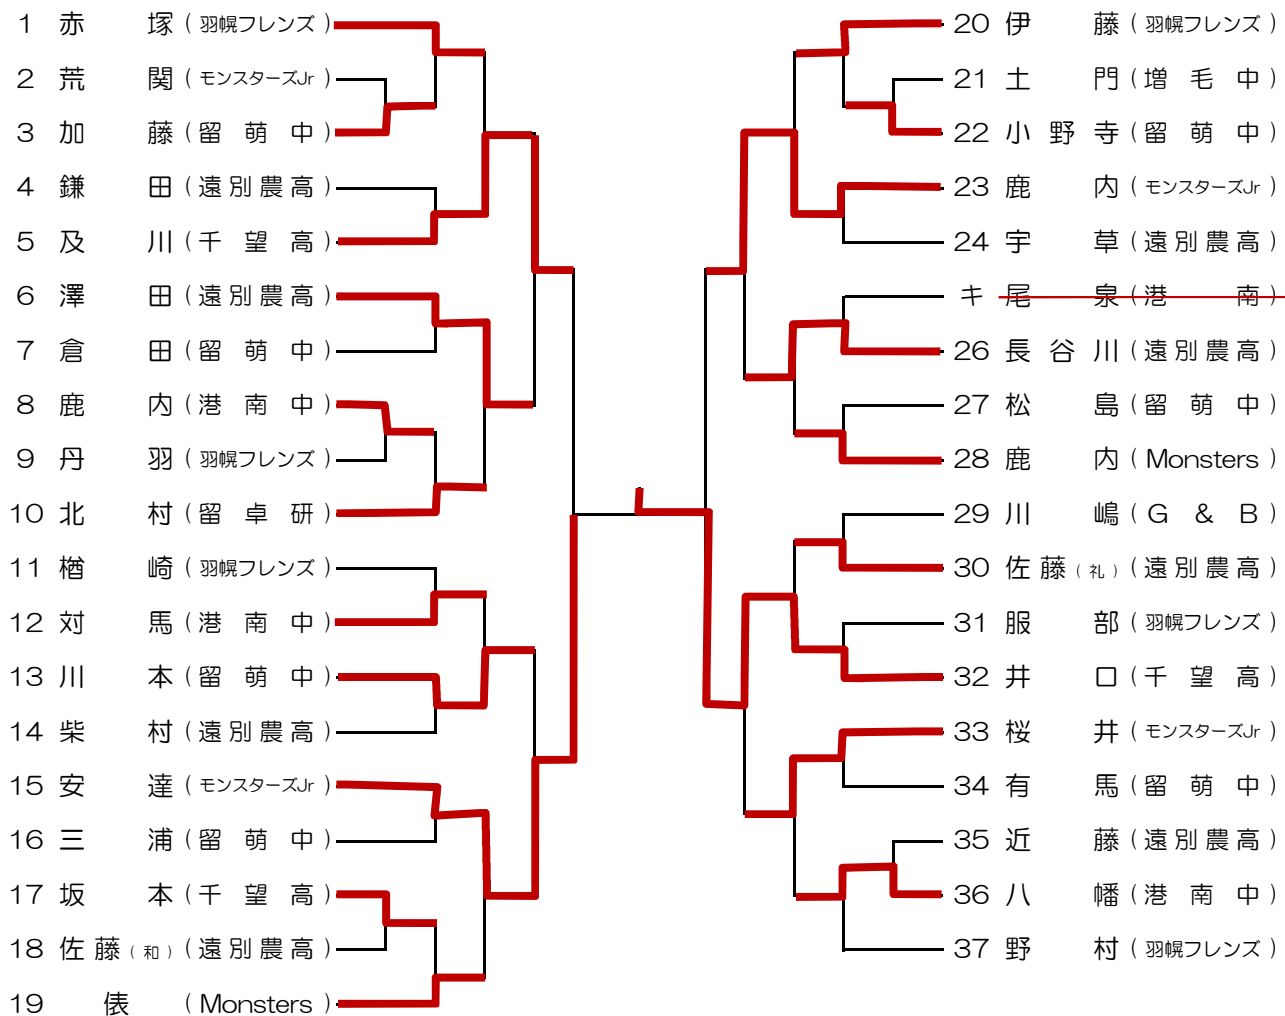 1 赤 塚 ( 羽幌フレンズ )
2 荒 関 ( モンスターズJr )
3 加 藤 ( 留 萌 中 )
4 鎌 田 ( 遠別農高 )
5 及 川 ( 千 望 高 )
6 澤 田 ( 遠別農高 )
7 倉 田 ( 留 萌 中 )
8 鹿 内 ( 港 南 中 )
9 丹 羽 ( 羽幌フレンズ )
10 北 村 ( 留 卓 研 )
11 楢 崎 ( 羽幌フレンズ )
12 対 馬 ( 港 南 中 )
13 川 本 ( 留 萌 中 )
14 柴 村 ( 遠別農高 )
15 安 達 ( モンスターズJr )
16 三 浦 ( 留 萌 中 )
17 坂 本 ( 千 望 高 )
18 佐藤 ( 和 ) ( 遠別農高 )
19 俵 ( Monsters )
20 伊 藤 ( 羽幌フレンズ )
21 土 門 ( 増 毛 中 )
22 小 野 寺 ( 留 萌 中 )
23 鹿 内 ( モンスターズJr )
24 宇 草 ( 遠別農高 )
キ 尾 泉 ( 港 南 )
26 長 谷 川 ( 遠別農高 )
27 松 島 ( 留 萌 中 )
28 鹿 内 ( Monsters )
29 川 嶋 ( G & B )
30 佐藤 ( 礼 ) ( 遠別農高 )
31 服 部 ( 羽幌フレンズ )
32 井 口 ( 千 望 高 )
33 桜 井 ( モンスターズJr )
34 有 馬 ( 留 萌 中 )
35 近 藤 ( 遠別農高 )
36 八 幡 ( 港 南 中 )
37 野 村 ( 羽幌フレンズ )